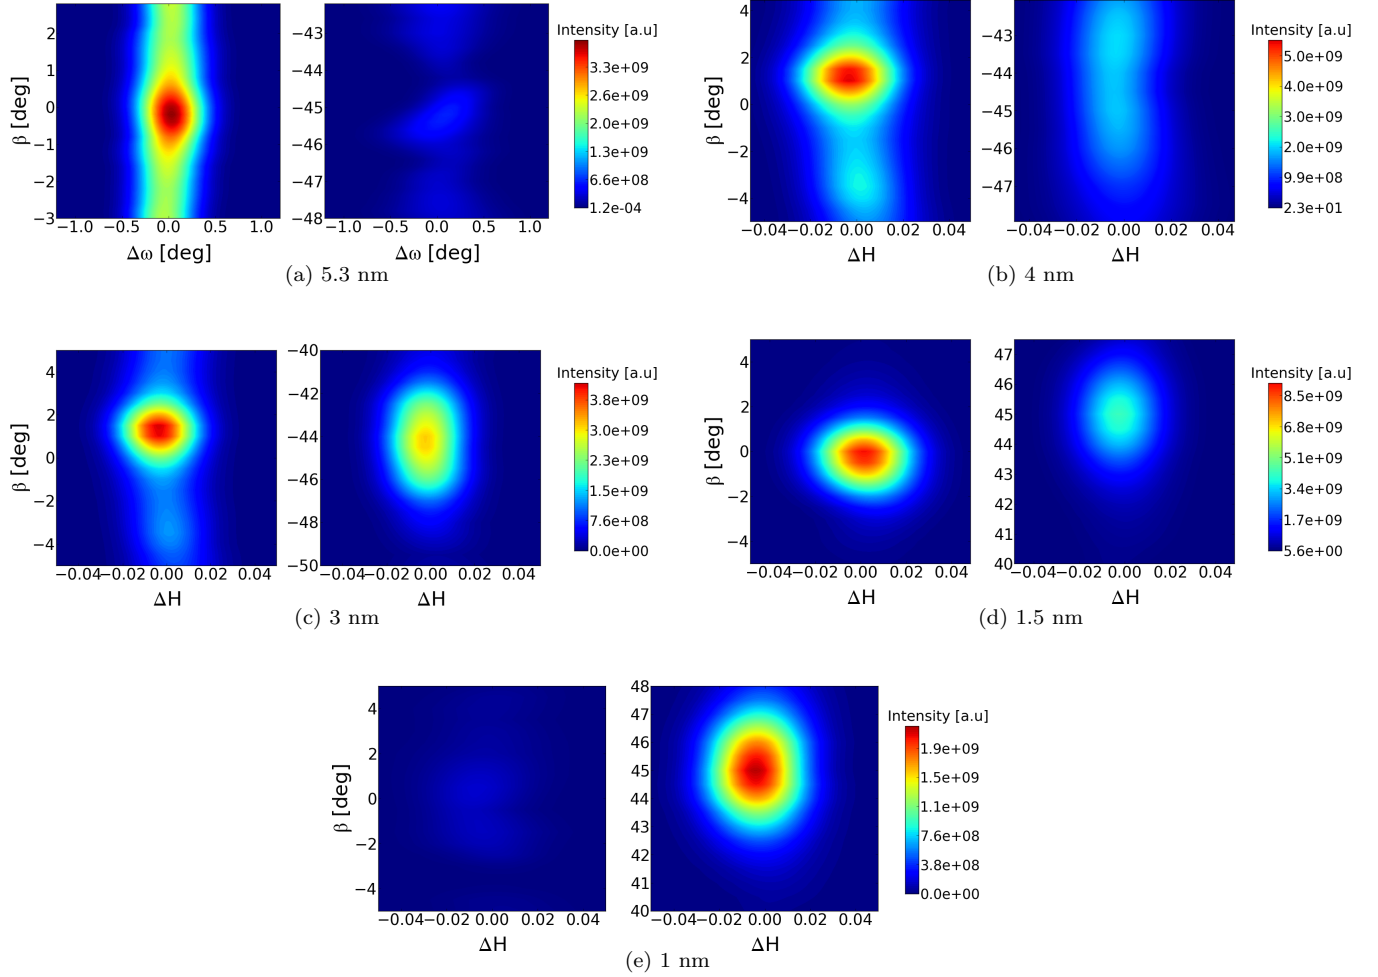 Intensity [a.u]
β [deg]
2
1
0
−1
−2
−3
−1.0 −0.5 0.0 0.5 1.0
Δω [deg]
−43
−44
−45
−46
−47
−48
−1.0 −0.5 0.0 0.5 1.0
Δω [deg]
3.3e+09
2.6e+09
2.0e+09
1.3e+09
6.6e+08
1.2e-04
(a) 5.3 nm
Intensity [a.u]
β [deg]
4
2
0
−2
−4
−0.04 −0.02 0.00 0.02 0.04
ΔH
−43
−44
−45
−46
−47
−0.04 −0.02 0.00 0.02 0.04
ΔH
5.0e+09
4.0e+09
3.0e+09
2.0e+09
9.9e+08
2.3e+01
(b) 4 nm
Intensity [a.u]
β [deg]
4
2
0
−2
−4
−0.04 −0.02 0.00 0.02 0.04
ΔH
−40
−42
−44
−46
−48
−50
−0.04 −0.02 0.00 0.02 0.04
ΔH
3.8e+09
3.0e+09
2.3e+09
1.5e+09
7.6e+08
0.0e+00
(c) 3 nm
Intensity [a.u]
β [deg]
4
2
0
−2
−4
−0.04 −0.02 0.00 0.02 0.04
ΔH
47
46
45
44
43
42
41
40
−0.04 −0.02 0.00 0.02 0.04
ΔH
8.5e+09
6.8e+09
5.1e+09
3.4e+09
1.7e+09
5.6e+00
(d) 1.5 nm
Intensity [a.u]
β [deg]
4
2
0
−2
−4
−0.04 −0.02 0.00 0.02 0.04
ΔH
48
47
46
45
44
43
42
41
40
−0.04 −0.02 0.00 0.02 0.04
ΔH
1.9e+09
1.5e+09
1.1e+09
7.6e+08
3.8e+08
0.0e+00
(e) 1 nm